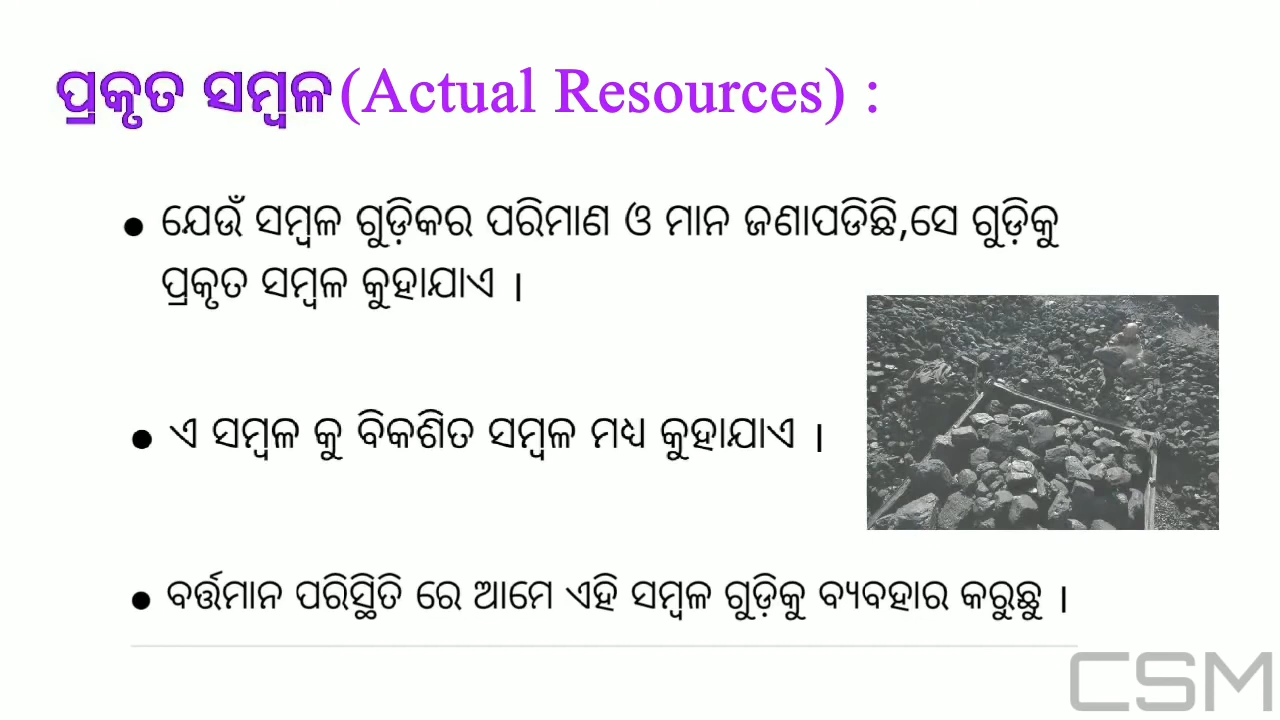 ପ୍ରକୃତ ସମ୍ବଳ(Actual Resources) :
● ଯେଉଁ ସମ୍ବଳ ଗୁଡ଼ିକର ପରିମାଣ ଓ ମାନ ଜଣାପଡିଛି,ସେ ଗୁଡ଼ିକୁ
ପ୍ରକୃତ ସମ୍ବଳ କୁହାଯାଏ ।
● ଏ ସମ୍ବଳ କୁ ବିକଶିତ ସମ୍ବଳ ମଧ୍ୟ କୁହାଯାଏ ।
● ବର୍ତ୍ତମାନ ପରିସ୍ଥିତି ରେ ଆମେ ଏହି ସମ୍ବଳ ଗୁଡ଼ିକୁ ବ୍ୟବହାର କରୁଛୁ ।
CSM